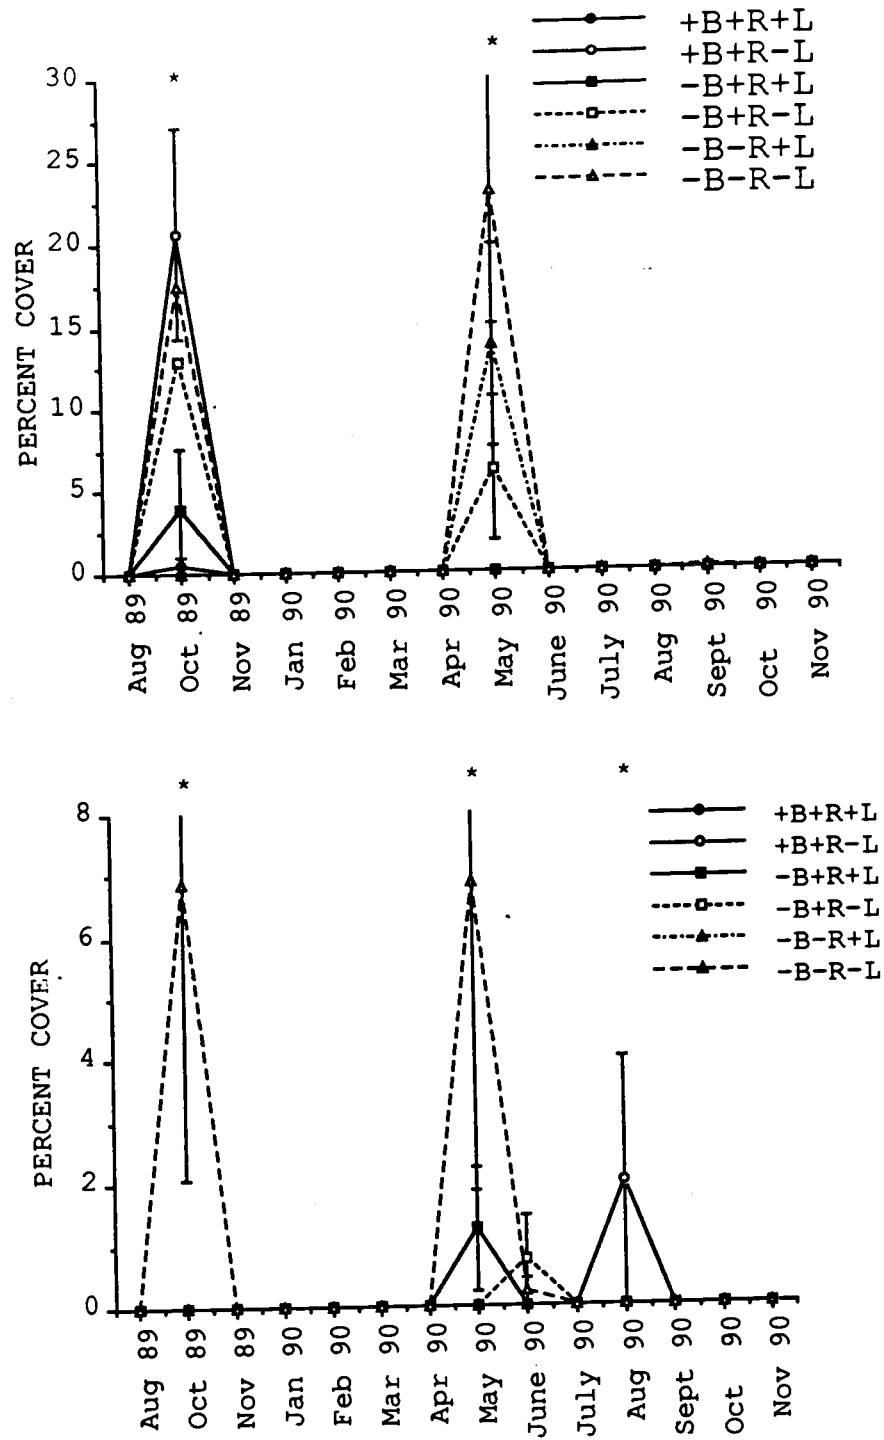 +B+R+L
+B+R-L
-B+R+L
-B+R-L
-B-R+L
-B-R-L
*
*
30
25
20
15
10
5
0
PERCENT COVER
Aug 89
Oct 89
Nov 89
Jan 90
Feb 90
Mar 90
Apr 90
May 90
June 90
July 90
Aug 90
Sept 90
Oct 90
Nov 90
*
*
*
+B+R+L
+B+R-L
-B+R+L
-B+R-L
-B-R+L
-B-R-L
8
6
4
2
0
PERCENT COVER
Aug 89
Oct 89
Nov 89
Jan 90
Feb 90
Mar 90
Apr 90
May 90
June 90
July 90
Aug 90
Sept 90
Oct 90
Nov 90